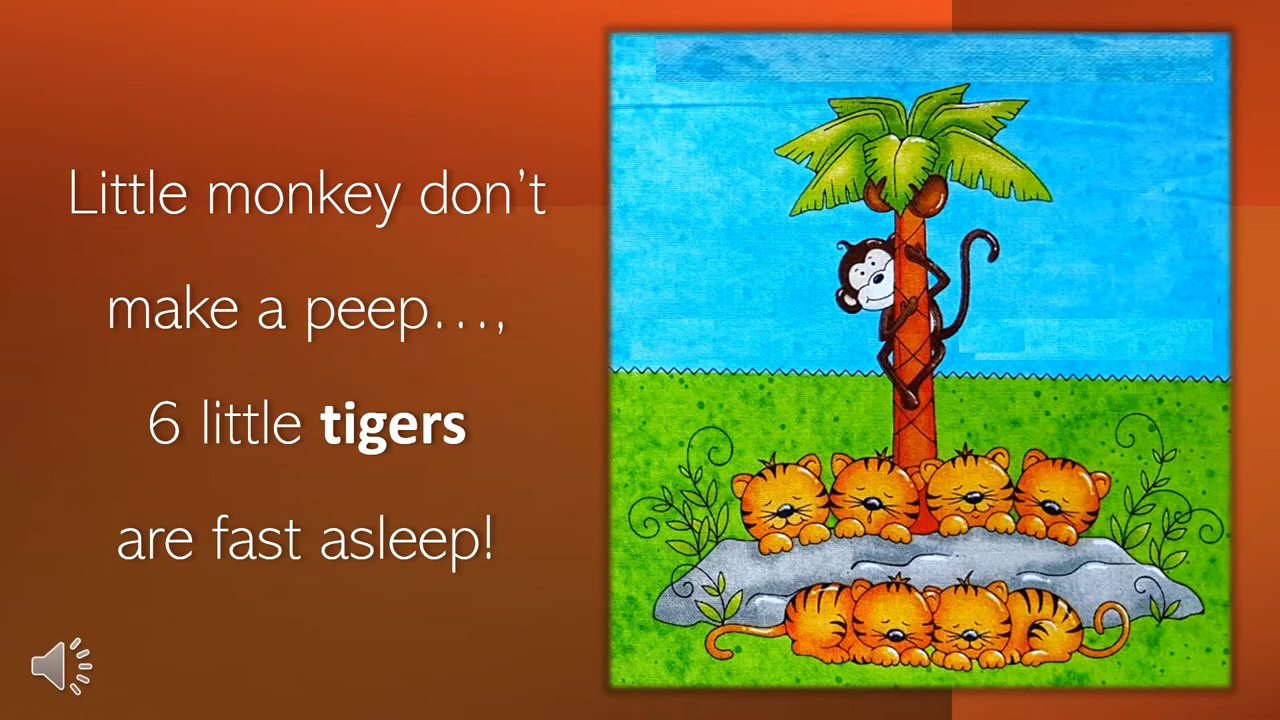 Little monkey don’t
make a peep…,
6 little tigers
are fast asleep!